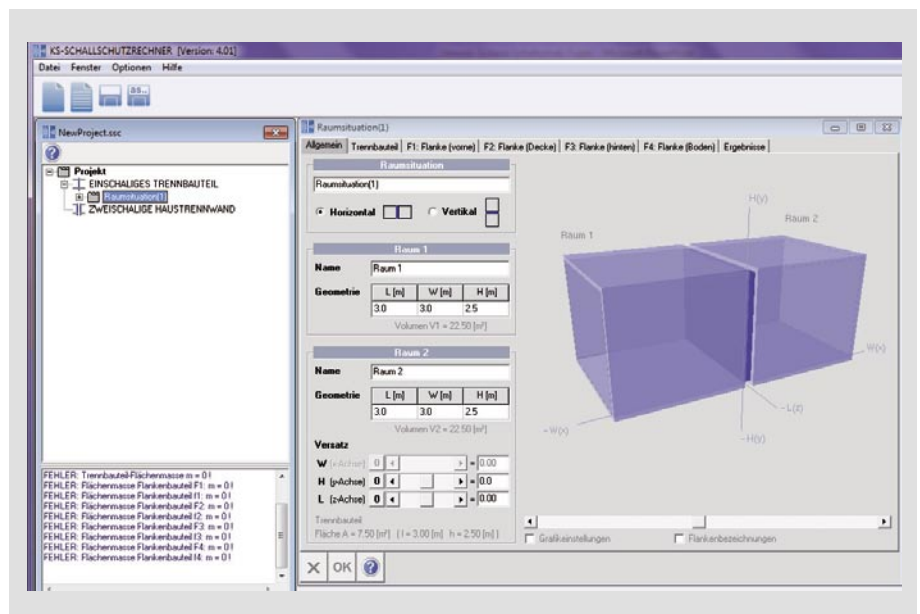 KS-SCHALLSCHUTZRECHNER [Version: 4.01]
Datei Fenster Optionen Hilfe
AS..
NewProject.ssc
Projekt
EINSCHALIGES TRENNBAUTEIL
Raumsituation(1)
ZWEISCHALIGE HAUSTRENNWAND
FEHLER: Trennbauteil-Flächenmasse m = 0 !
FEHLER: Flächenmasse Flankenbauteil F1: m = 0 !
FEHLER: Flächenmasse Flankenbauteil f1: m = 0 !
FEHLER: Flächenmasse Flankenbauteil F2: m = 0 !
FEHLER: Flächenmasse Flankenbauteil f2: m = 0 !
FEHLER: Flächenmasse Flankenbauteil F3: m = 0 !
FEHLER: Flächenmasse Flankenbauteil f3: m = 0 !
FEHLER: Flächenmasse Flankenbauteil F4: m = 0 !
FEHLER: Flächenmasse Flankenbauteil f4: m = 0 !
Raumsituation(1)
Allgemein Trennbauteil F1: Flanke (vorne) F2: Flanke (Decke) F3: Flanke (hinten) F4: Flanke (Boden) Ergebnisse
Raumsituation
Raumsituation(1)
Horizontal Vertikal
Raum 1
Name Raum 1
Geometrie L [m] W [m] H [m]
3.0 3.0 2.5
Volumen V1 = 22.50 [m³]
Raum 2
Name Raum 2
Geometrie L [m] W [m] H [m]
3.0 3.0 2.5
Volumen V2 = 22.50 [m³]
Versatz
W (x-Achse) 0 = 0.00
H (y-Achse) 0 = 0.0
L (z-Achse) 0 = 0.00
Trennbauteil
Fläche A = 7.50 [m²] ( l = 3.00 [m] h = 2.50 [m] )
H(y)
Raum 1
Raum 2
W(x)
-L(z)
-W(x)
-H(y)
Grafikeinstellungen Flankenbezeichnungen
X OK ?